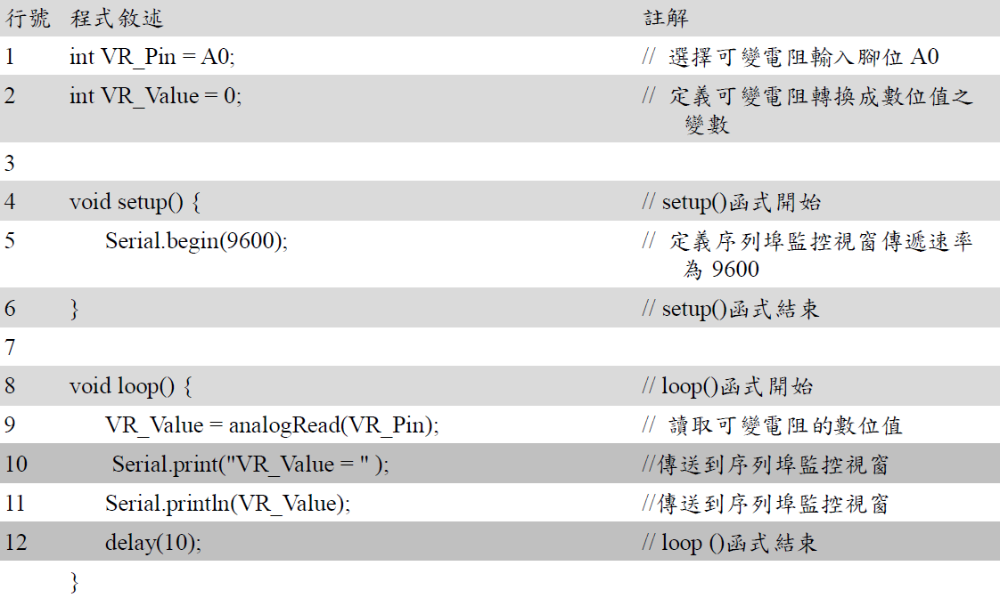 行號 程式敘述 註解
1 int VR_Pin = A0; // 選擇可變電阻輸入腳位 A0
2 int VR_Value = 0; // 定義可變電阻轉換成數位值之
變數
3
4 void setup() { // setup()函式開始
5 Serial.begin(9600); // 定義序列埠監控視窗傳遞速率
為 9600
6 } // setup()函式結束
7
8 void loop() { // loop()函式開始
9 VR_Value = analogRead(VR_Pin); // 讀取可變電阻的數位值
10 Serial.print("VR_Value = " ); //傳送到序列埠監控視窗
11 Serial.println(VR_Value); //傳送到序列埠監控視窗
12 delay(10); // loop ()函式結束
}